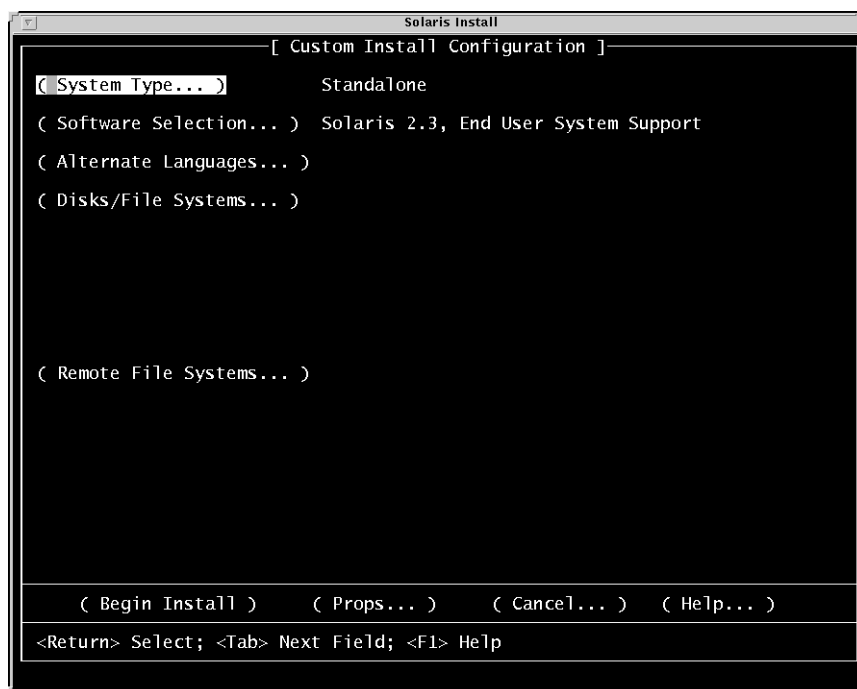 Solaris Install
[ Custom Install Configuration ]
( System Type... ) Standalone
( Software Selection... ) Solaris 2.3, End User System Support
( Alternate Languages... )
( Disks/File Systems... )
( Remote File Systems... )
( Begin Install ) ( Props... ) ( Cancel... ) ( Help... )
<Return> Select; <Tab> Next Field; <F1> Help